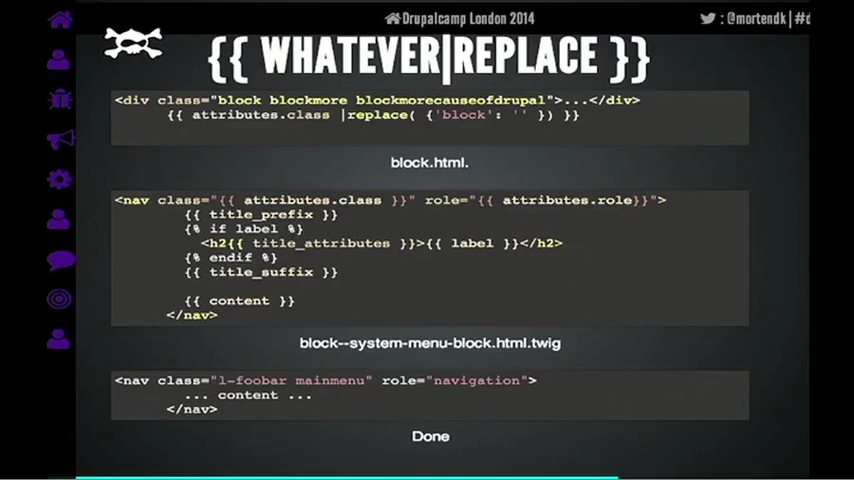 Drupalcamp London 2014
: @mortendk | #d
{{ WHATEVER|REPLACE }}
<div class="block blockmore blockmorecauseofdrupal">...</div>
{{ attributes.class |replace( {'block': '' }) }}
block.html.
<nav class="{{ attributes.class }}" role="{{ attributes.role}}">
{{ title_prefix }}
{% if label %}
<h2{{ title_attributes }}>{{ label }}</h2>
{% endif %}
{{ title_suffix }}
{{ content }}
</nav>
block--system-menu-block.html.twig
<nav class="l-foobar mainmenu" role="navigation">
... content ...
</nav>
Done